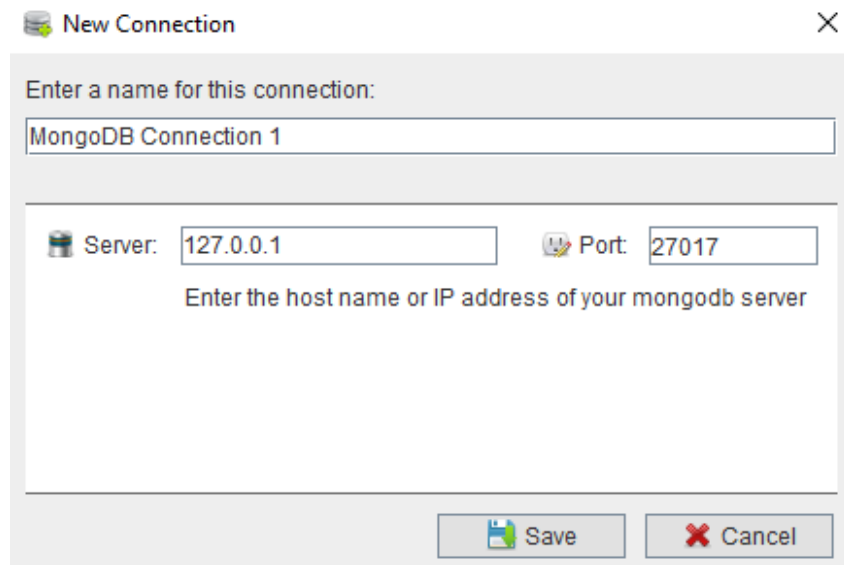 New Connection
Enter a name for this connection:
MongoDB Connection 1
Server: 127.0.0.1 Port: 27017
Enter the host name or IP address of your mongodb server
Save Cancel